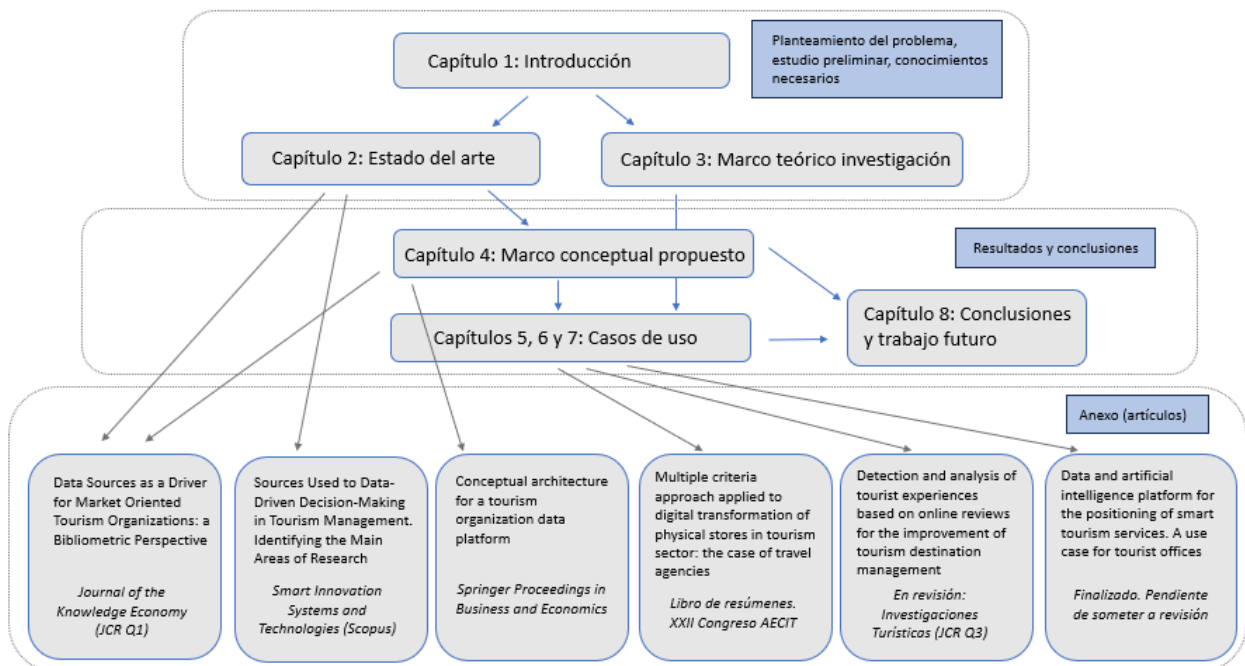 Capítulo 1: Introducción
Planteamiento del problema,
estudio preliminar, conocimientos
necesarios
Capítulo 2: Estado del arte
Capítulo 3: Marco teórico investigación
Capítulo 4: Marco conceptual propuesto
Resultados y conclusiones
Capítulos 5, 6 y 7: Casos de uso
Capítulo 8: Conclusiones
y trabajo futuro
Anexo (artículos)
Data Sources as a Driver
for Market Oriented
Tourism Organizations: a
Bibliometric Perspective
Journal of the
Knowledge Economy
(JCR Q1)
Sources Used to Data-
Driven Decision-Making
in Tourism Management.
Identifying the Main
Areas of Research
Smart Innovation
Systems and
Technologies (Scopus)
Conceptual architecture
for a tourism
organization data
platform
Springer Proceedings in
Business and Economics
Multiple criteria
approach applied to
digital transformation of
physical stores in tourism
sector: the case of travel
agencies
Libro de resúmenes.
XXII Congreso AECIT
Detection and analysis of
tourist experiences
based on online reviews
for the improvement of
tourism destination
management
En revisión:
Investigaciones
Turísticas (JCR Q3)
Data and artificial
intelligence platform for
the positioning of smart
tourism services. A use
case for tourist offices
Finalizado. Pendiente
de someter a revisión